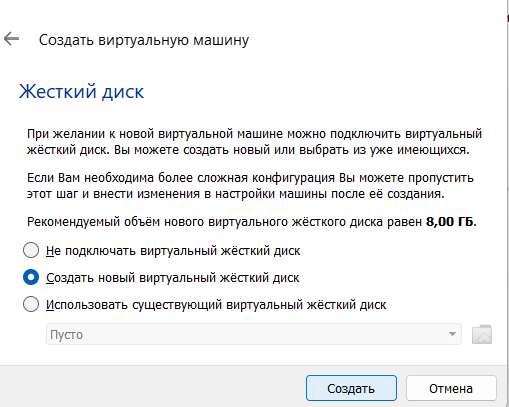 Создать виртуальную машину
Жесткий диск
При желании к новой виртуальной машине можно подключить виртуальный
жёсткий диск. Вы можете создать новый или выбрать из уже имеющихся.
Если Вам необходима более сложная конфигурация Вы можете пропустить
этот шаг и внести изменения в настройки машины после её создания.
Рекомендуемый объём нового виртуального жёсткого диска равен 8,00 ГБ.
Не подключать виртуальный жёсткий диск
Создать новый виртуальный жёсткий диск
Использовать существующий виртуальный жёсткий диск
Пусто
Создать
Отмена